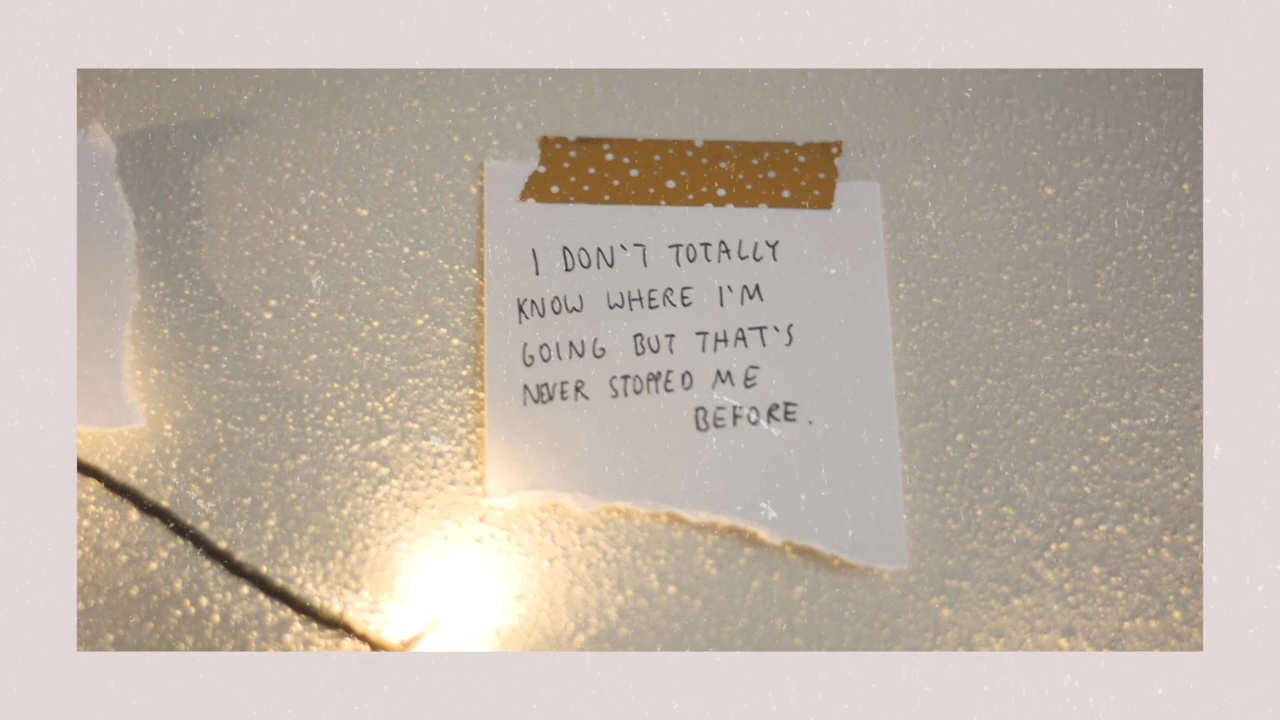 I DON'T TOTALLY
KNOW WHERE I'M
GOING BUT THAT'S
NEVER STOPPED ME
BEFORE.